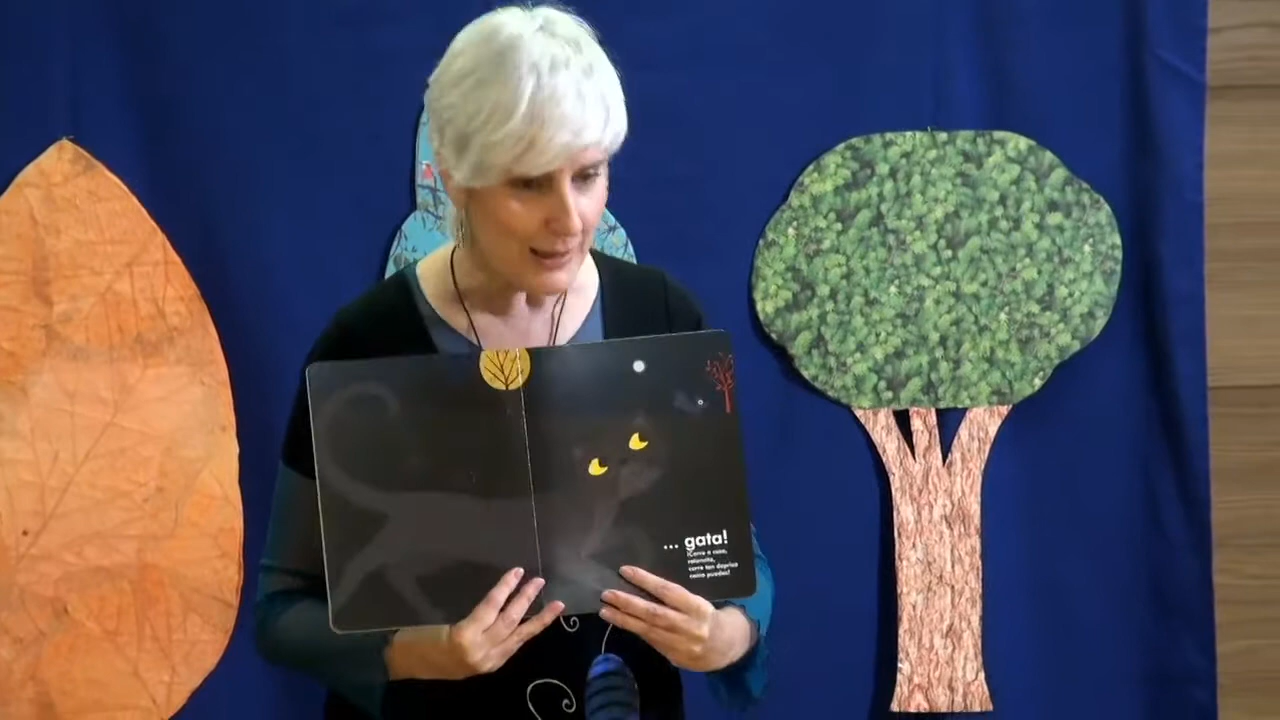 ... gata!
¡Corre a casa,
ratoncito,
corre tan deprisa
como puedas!